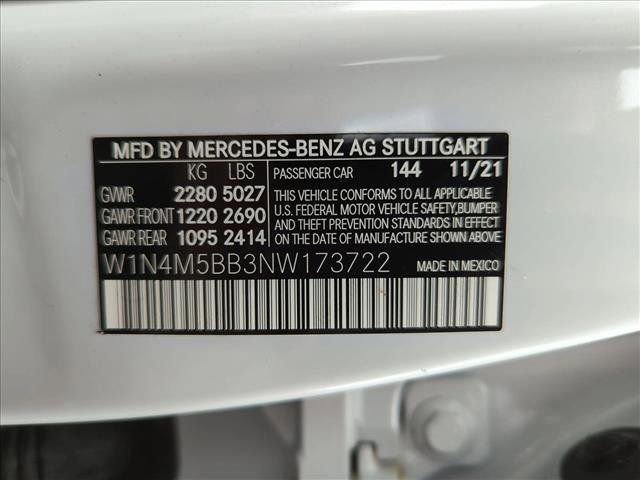 MFD BY MERCEDES-BENZ AG STUTTGART
KG LBS PASSENGER CAR 144 11/21
GVWR 2280 5027 THIS VEHICLE CONFORMS TO ALL APPLICABLE
GAWR FRONT 1220 2690 U.S. FEDERAL MOTOR VEHICLE SAFETY,BUMPER
AND THEFT PREVENTION STANDARDS IN EFFECT
GAWR REAR 1095 2414 ON THE DATE OF MANUFACTURE SHOWN ABOVE.
W1N4M5BB3NW173722 MADE IN MEXICO